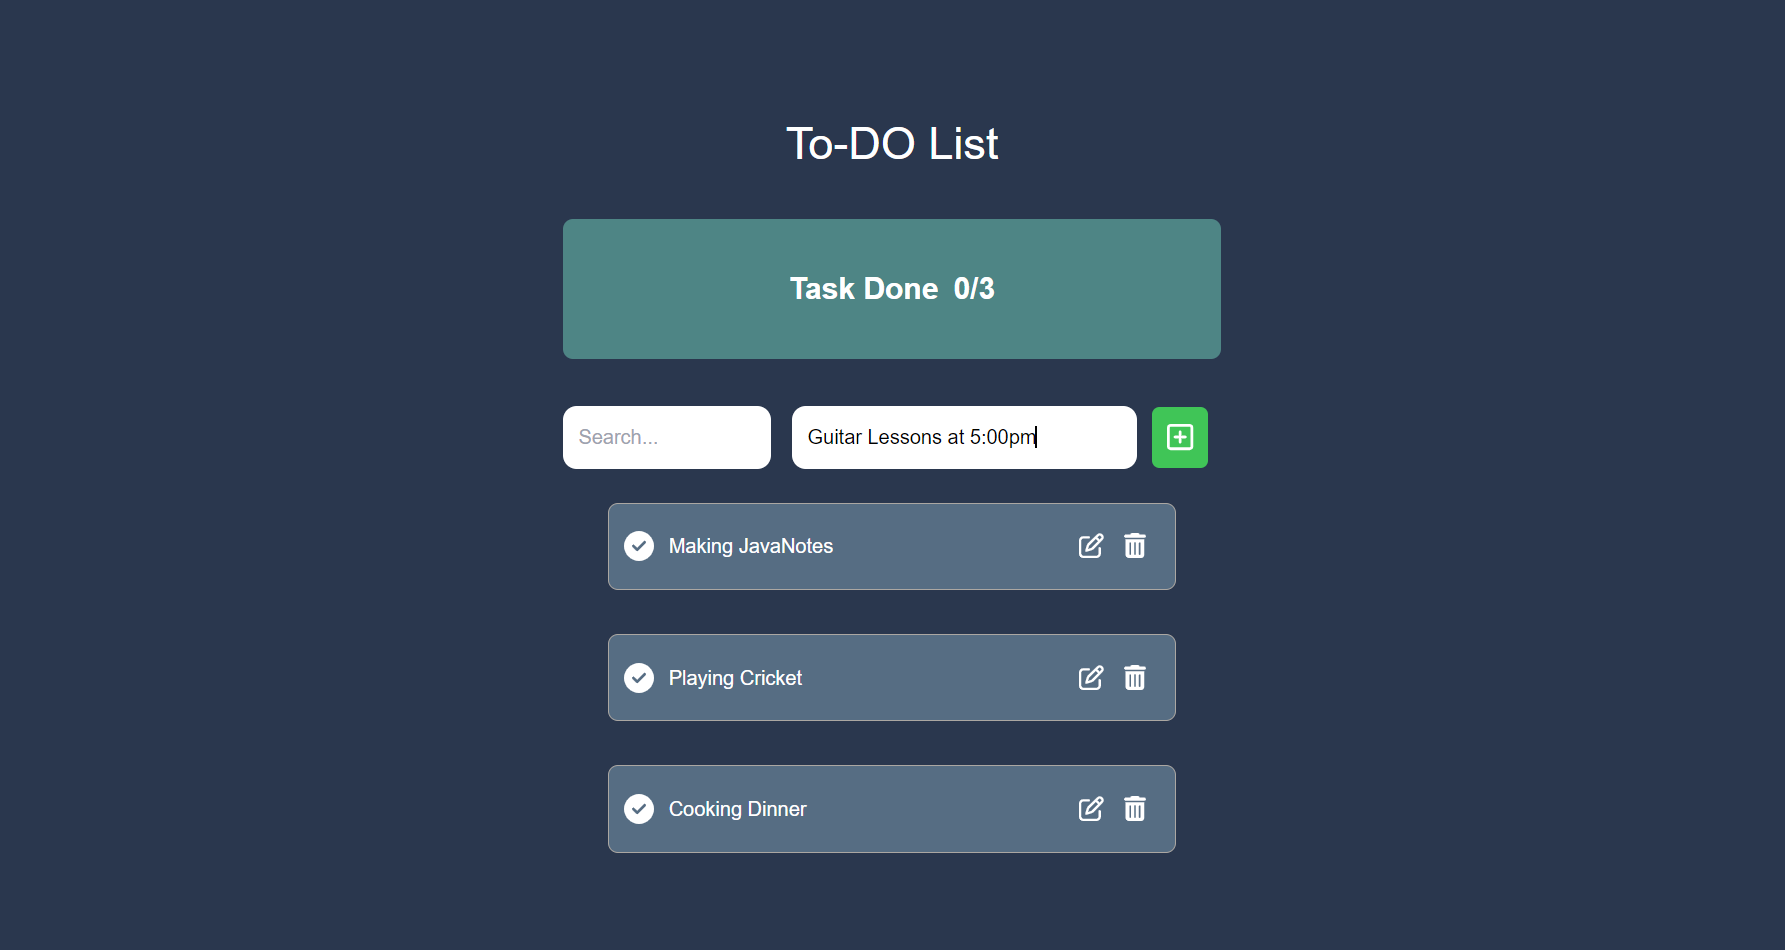 To-DO List
Task Done 0/3
Search... Guitar Lessons at 5:00pm
Making JavaNotes
Playing Cricket
Cooking Dinner